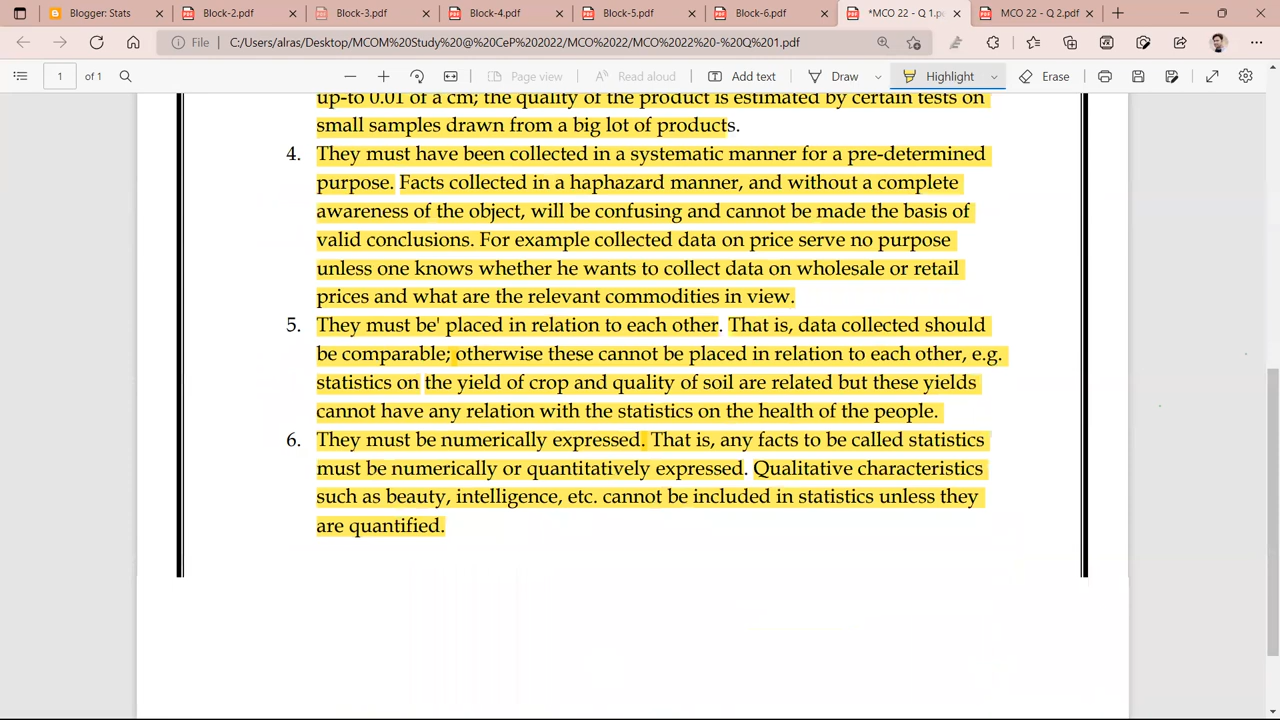 Blogger: Stats
Block-2.pdf
Block-3.pdf
Block-4.pdf
Block-5.pdf
Block-6.pdf
*MCO 22 - Q 1.p
MCO 22 - Q 2.pdf
File
C:/Users/alras/Desktop/MCOM%20Study%20@%20CeP%202022/MCO%2022/MCO%2022%20-%20Q%201.pdf
1 of 1
Page view
Read aloud
Add text
Draw
Highlight
Erase
up-to 0.01 of a cm; the quality of the product is estimated by certain tests on
small samples drawn from a big lot of products.
4. They must have been collected in a systematic manner for a pre-determined
purpose. Facts collected in a haphazard manner, and without a complete
awareness of the object, will be confusing and cannot be made the basis of
valid conclusions. For example collected data on price serve no purpose
unless one knows whether he wants to collect data on wholesale or retail
prices and what are the relevant commodities in view.
5. They must be' placed in relation to each other. That is, data collected should
be comparable; otherwise these cannot be placed in relation to each other, e.g.
statistics on the yield of crop and quality of soil are related but these yields
cannot have any relation with the statistics on the health of the people.
6. They must be numerically expressed. That is, any facts to be called statistics
must be numerically or quantitatively expressed. Qualitative characteristics
such as beauty, intelligence, etc. cannot be included in statistics unless they
are quantified.